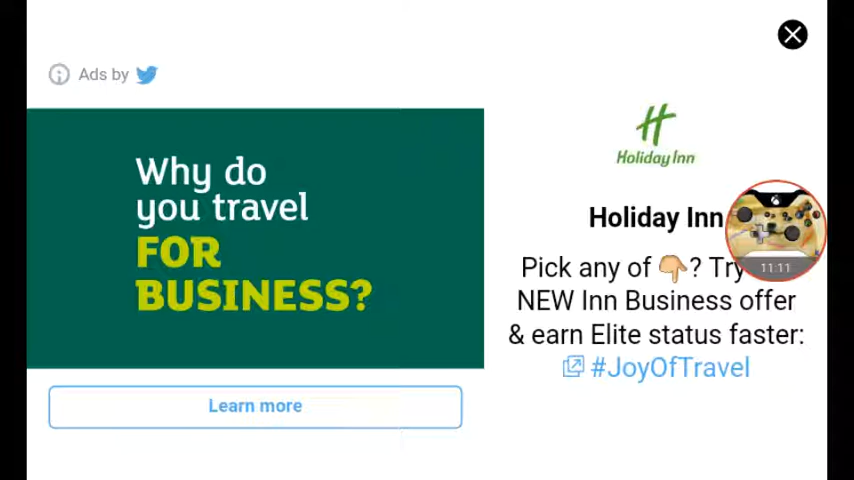 Ads by
Why do
you travel
FOR
BUSINESS?
Learn more
Holiday Inn
Holiday Inn
Pick any of 👇? Try
NEW Inn Business offer
& earn Elite status faster:
#JoyOfTravel
11:11